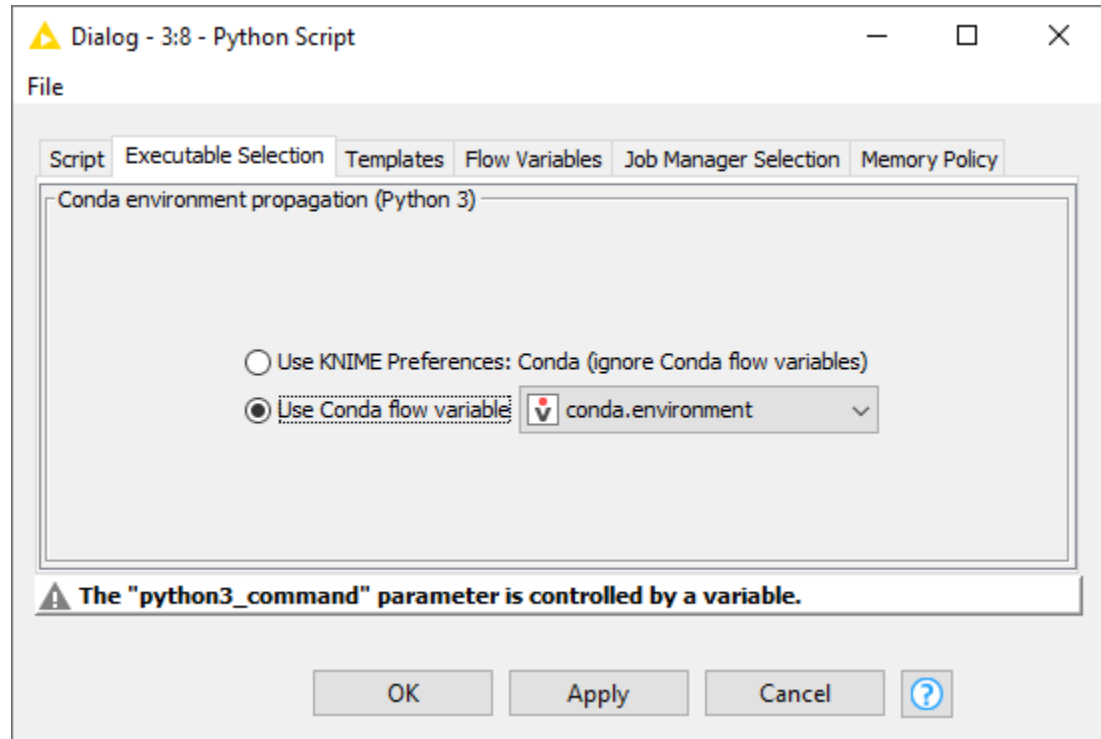 Dialog - 3:8 - Python Script
File
Script Executable Selection Templates Flow Variables Job Manager Selection Memory Policy
Conda environment propagation (Python 3)
Use KNIME Preferences: Conda (ignore Conda flow variables)
Use Conda flow variable v conda.environment
The "python3_command" parameter is controlled by a variable.
OK Apply Cancel ?